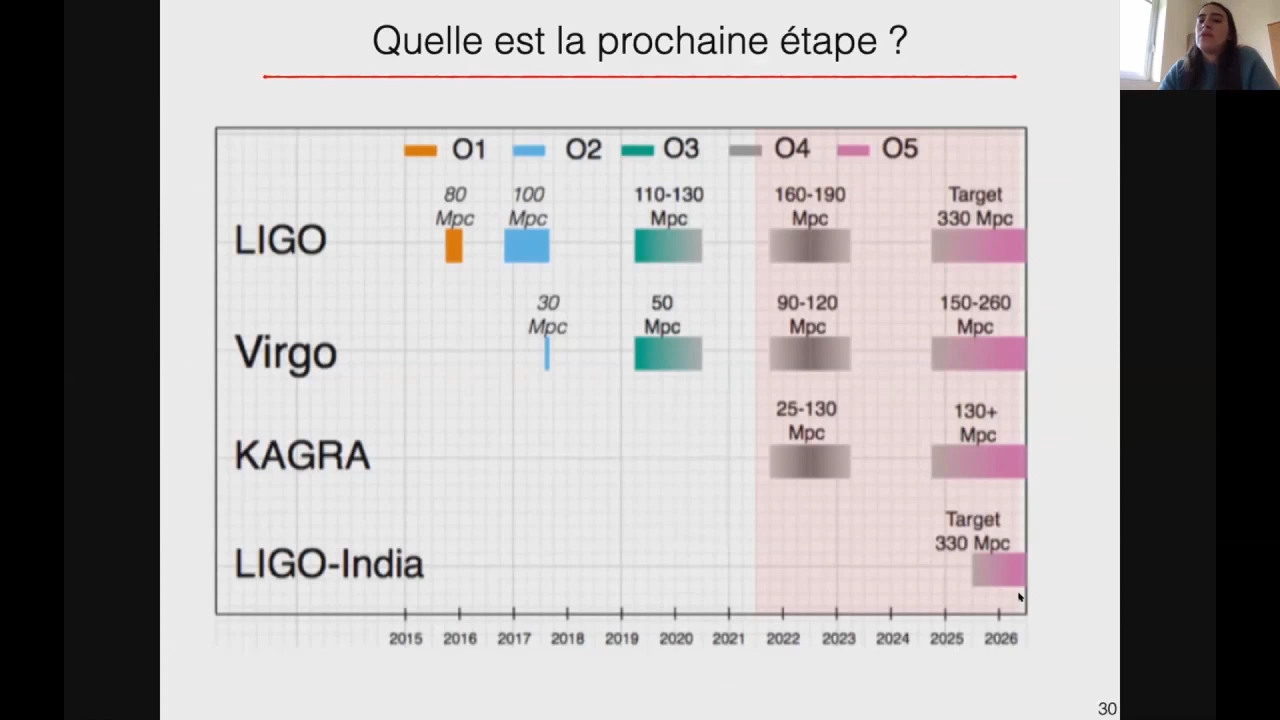 Quelle est la prochaine étape ?
O1 O2 O3 O4 O5
80 Mpc 100 Mpc 110-130 Mpc 160-190 Mpc Target 330 Mpc
LIGO
30 Mpc 50 Mpc 90-120 Mpc 150-260 Mpc
Virgo
25-130 Mpc 130+ Mpc
KAGRA
Target 330 Mpc
LIGO-India
2015 2016 2017 2018 2019 2020 2021 2022 2023 2024 2025 2026
30